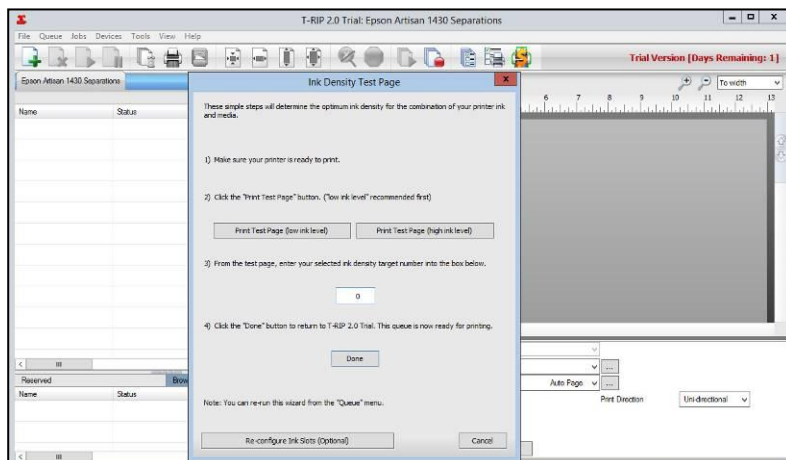 T-RIP 2.0 Trial: Epson Artisan 1430 Separations
File Queue Jobs Devices Tools View Help
Trial Version [Days Remaining: 1]
Epson Artisan 1430 Separations
Name Status
To width
6 7 8 9 10 11 12 13
Ink Density Test Page
These simple steps will determine the optimum ink density for the combination of your printer ink
and media.
1) Make sure your printer is ready to print.
2) Click the "Print Test Page" button. ("low ink level" recommended first)
Print Test Page (low ink level) Print Test Page (high ink level)
3) From the test page, enter your selected ink density target number into the box below.
0
4) Click the "Done" button to return to T-RIP 2.0 Trial. This queue is now ready for printing.
Done
Note: You can re-run this wizard from the "Queue" menu.
Re-configure Ink Slots (Optional) Cancel
Reserved Brow
Name Status
Auto Page
...
...
Print Direction Uni-directional